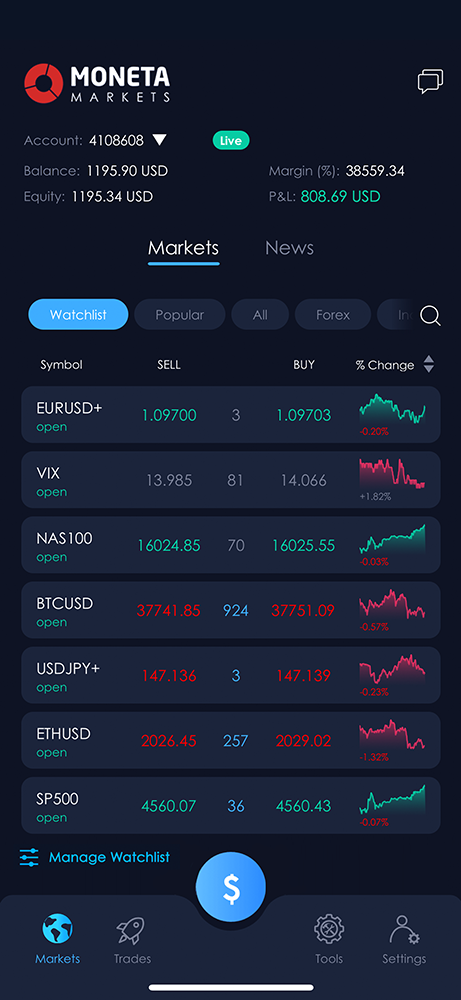 MONETA
MARKETS
Account: 4108608 ▼ Live
Balance: 1195.90 USD Margin (%): 38559.34
Equity: 1195.34 USD P&L: 808.69 USD
Markets News
Watchlist Popular All Forex In
Symbol SELL BUY % Change
EURUSD+ 1.09700 3 1.09703
open -0.20%
VIX 13.985 81 14.066
open +1.82%
NAS100 16024.85 70 16025.55
open -0.03%
BTCUSD 37741.85 924 37751.09
open -0.57%
USDJPY+ 147.136 3 147.139
open -0.23%
ETHUSD 2026.45 257 2029.02
open -1.32%
SP500 4560.07 36 4560.43
open -0.07%
Manage Watchlist
$
Markets Trades Tools Settings